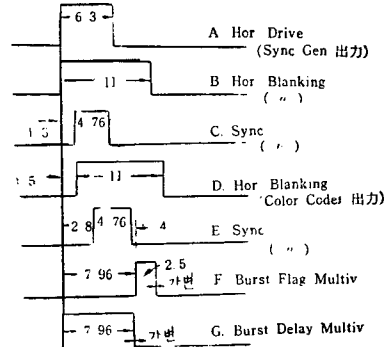 6 3
A Hor Drive
(Sync Gen 出力)
11
B Hor Blanking
( 〃 )
1 3
4 76
C. Sync
( 〃 )
1 5
11
D. Hor Blanking
(Color Coder 出力)
2 8
4 76
4
E Sync
( 〃 )
7 96
2.5
가변
F Burst Flag Multiv
7 96
가변
G. Burst Delay Multiv